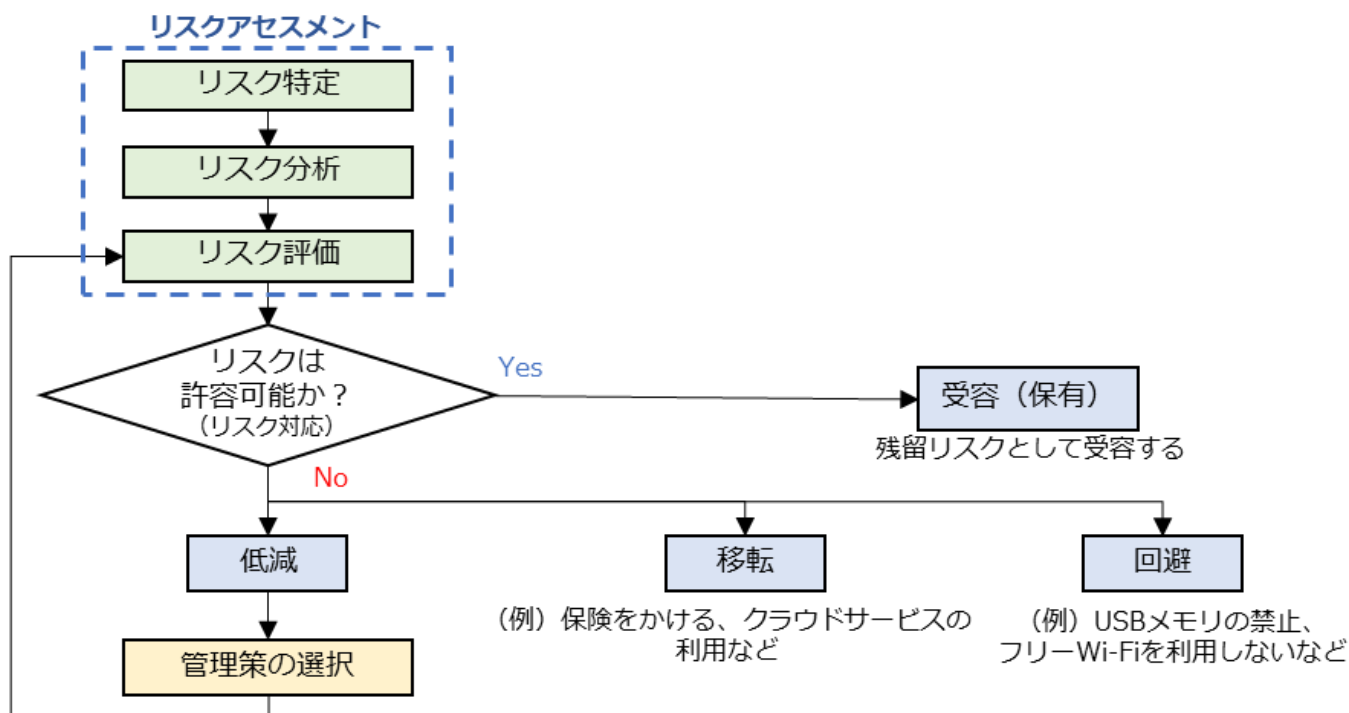 リスクアセスメント
リスク特定
リスク分析
リスク評価
リスクは
許容可能か？
（リスク対応）
Yes
受容（保有）
残留リスクとして受容する
No
低減
移転
回避
（例）保険をかける、クラウドサービスの
利用など
（例）USBメモリの禁止、
フリーWi-Fiを利用しないなど
管理策の選択